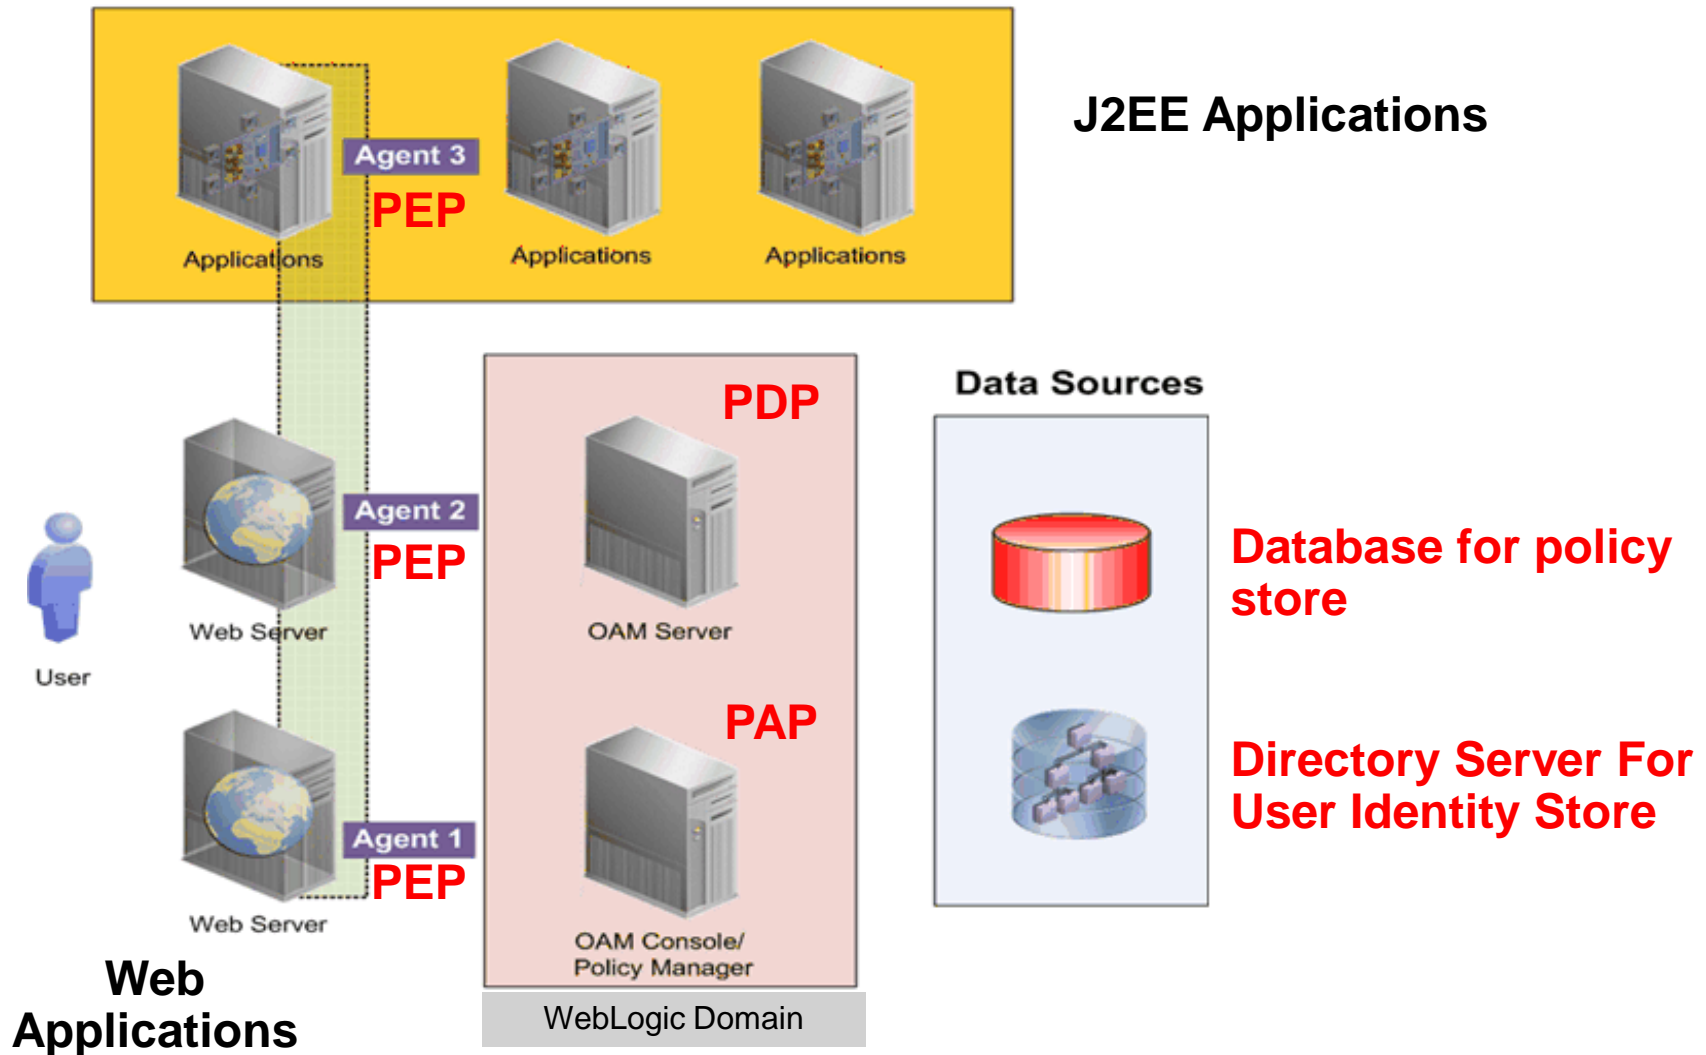 J2EE Applications
Agent 3
PEP
Applications
Applications
Applications
Data Sources
PDP
Agent 2
PEP
Web Server
OAM Server
User
Database for policy
store
PAP
Agent 1
PEP
Web Server
OAM Console/
Policy Manager
Directory Server For
User Identity Store
Web
Applications
WebLogic Domain